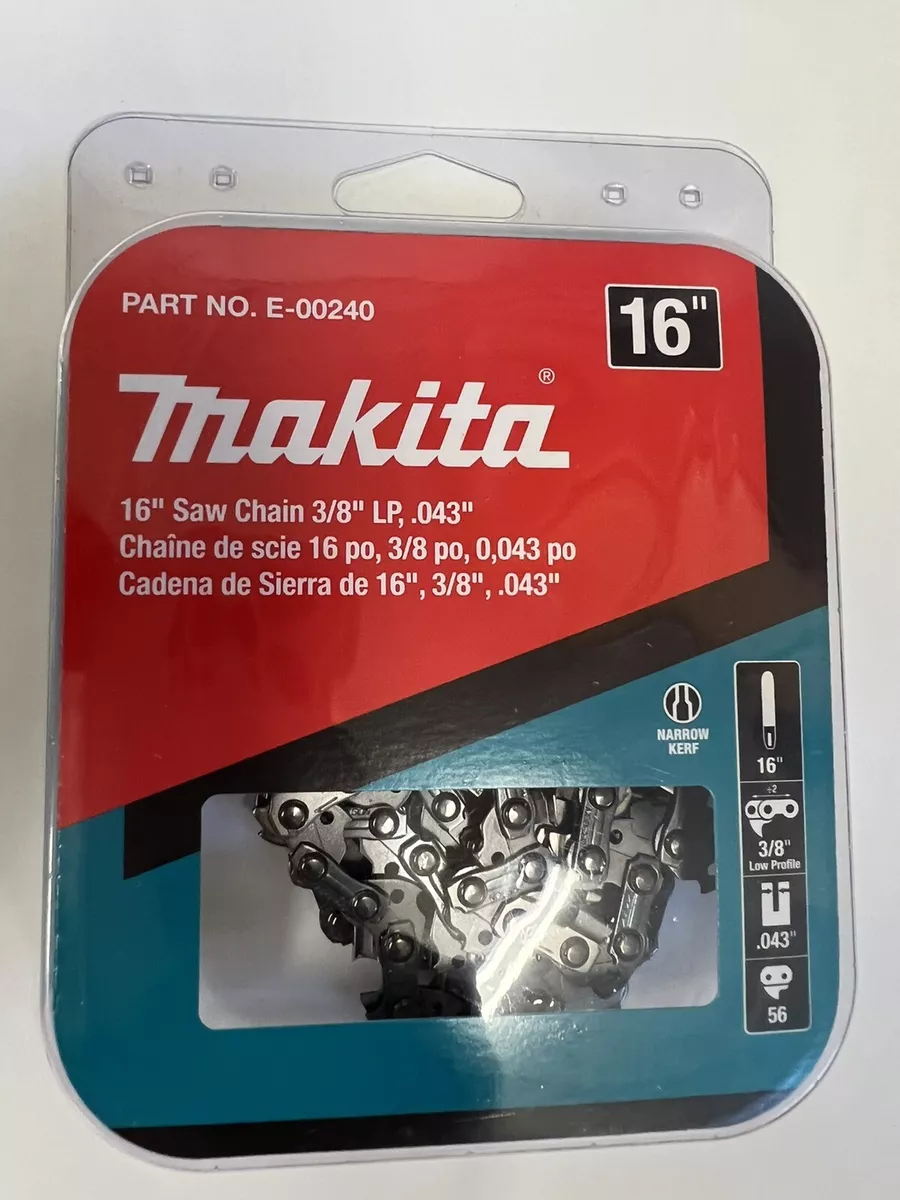 PART NO. E-00240
16"
makita®
16" Saw Chain 3/8" LP, .043"
Chaîne de scie 16 po, 3/8 po, 0,043 po
Cadena de Sierra de 16", 3/8", .043"
NARROW
KERF
16"
÷2
3/8"
Low Profile
.043"
56